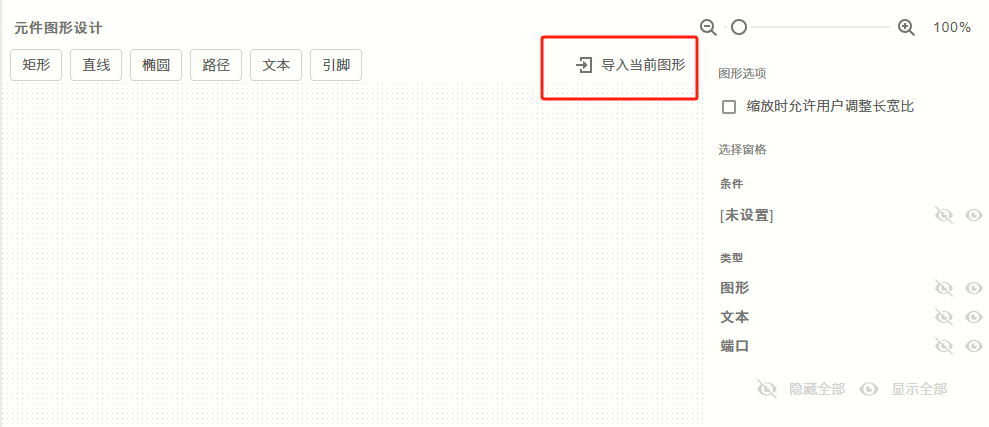 元件图形设计
100%
矩形 直线 椭圆 路径 文本 引脚 导入当前图形
图形选项
缩放时允许用户调整长宽比
选择窗格
条件
[未设置]
类型
图形
文本
端口
隐藏全部 显示全部